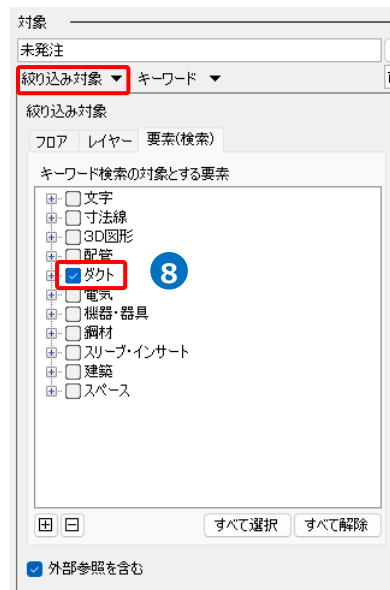 対象
未発注
絞り込み対象 ▼ キーワード ▼
絞り込み対象
フロア レイヤー 要素(検索)
キーワード検索の対象とする要素
文字
寸法線
3D図形
配管
ダクト
8
電気
機器・器具
鋼材
スリーブ・インサート
建築
スペース
すべて選択 すべて解除
外部参照を含む